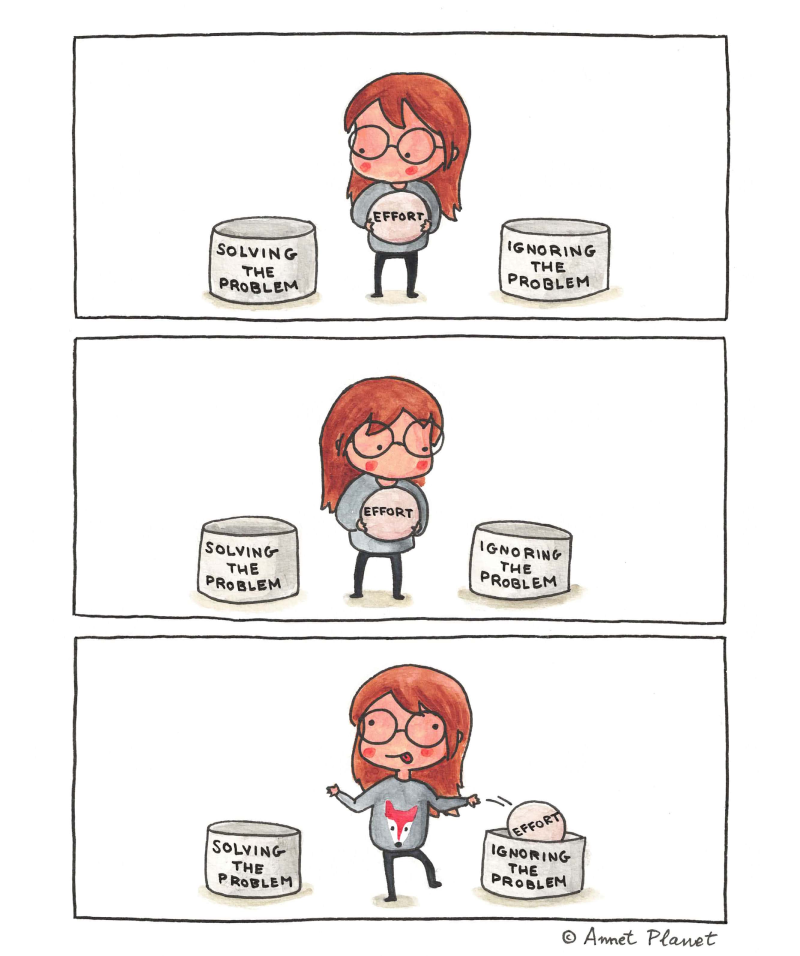 EFFORT
SOLVING
THE
PROBLEM
IGNORING
THE
PROBLEM
EFFORT
SOLVING
THE
PROBLEM
IGNORING
THE
PROBLEM
EFFORT
SOLVING
THE
PROBLEM
IGNORING
THE
PROBLEM
© Annet Planet